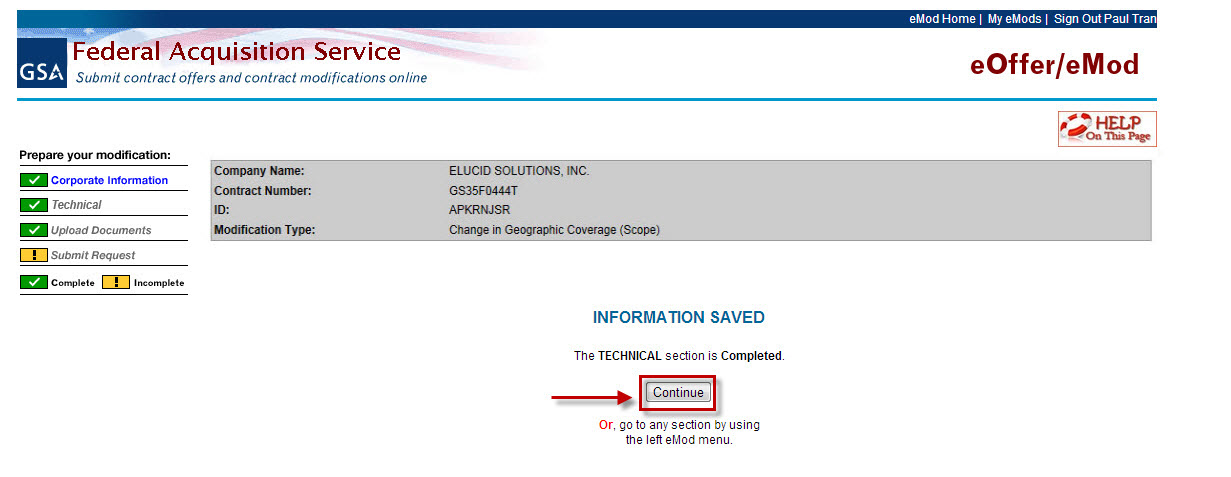 eMod Home | My eMods | Sign Out Paul Tran
GSA
Federal Acquisition Service
Submit contract offers and contract modifications online
eOffer/eMod
HELP
On This Page
Prepare your modification:
Corporate Information
Technical
Upload Documents
! Submit Request
Complete ! Incomplete
Company Name: ELUCID SOLUTIONS, INC.
Contract Number: GS35F0444T
ID: APKRNJSR
Modification Type: Change in Geographic Coverage (Scope)
INFORMATION SAVED
The TECHNICAL section is Completed.
Continue
Or, go to any section by using
the left eMod menu.